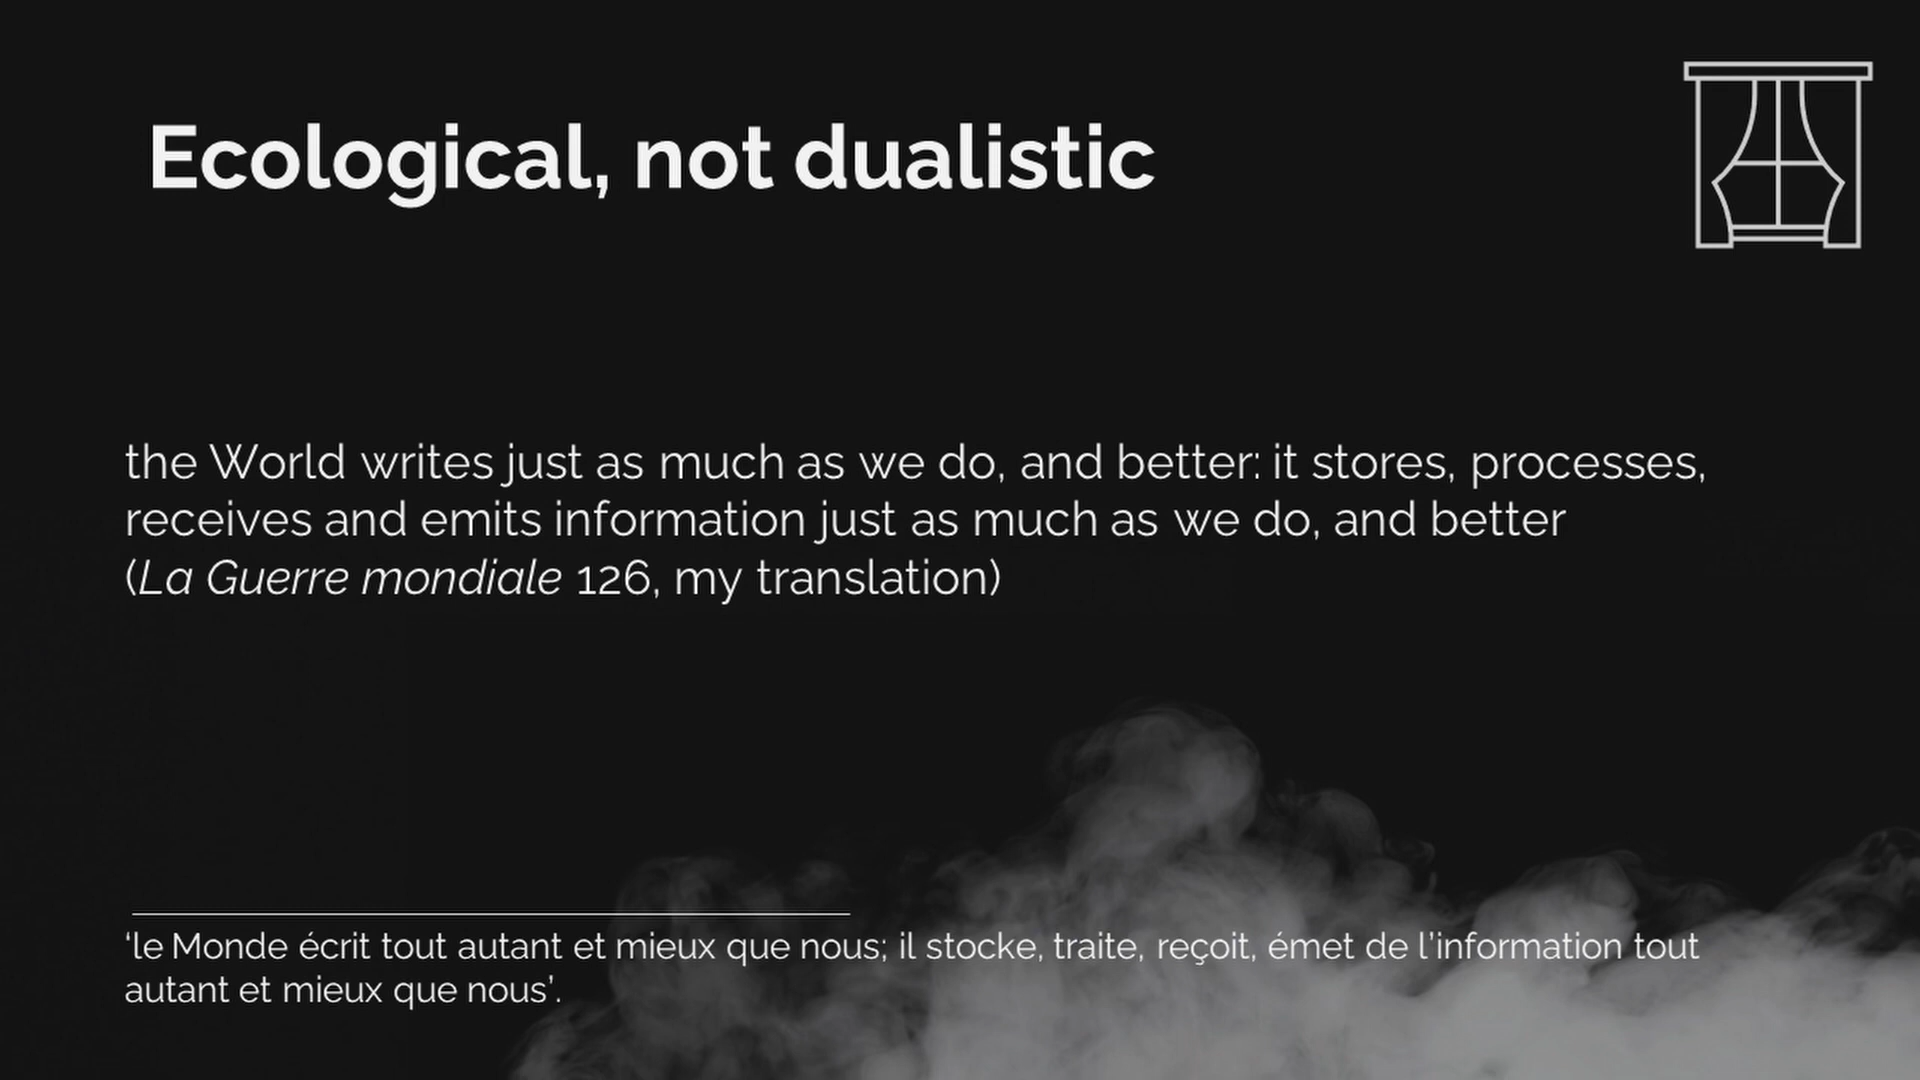 Ecological, not dualistic
the World writes just as much as we do, and better: it stores, processes,
receives and emits information just as much as we do, and better
(La Guerre mondiale 126, my translation)
‘le Monde écrit tout autant et mieux que nous; il stocke, traite, reçoit, émet de l’information tout
autant et mieux que nous’.